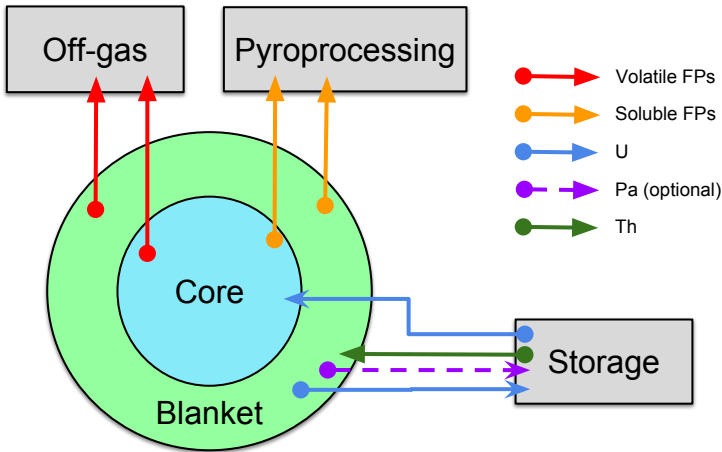 Off-gas
Pyroprocessing
Volatile FPs
Soluble FPs
U
Pa (optional)
Th
Core
Storage
Blanket